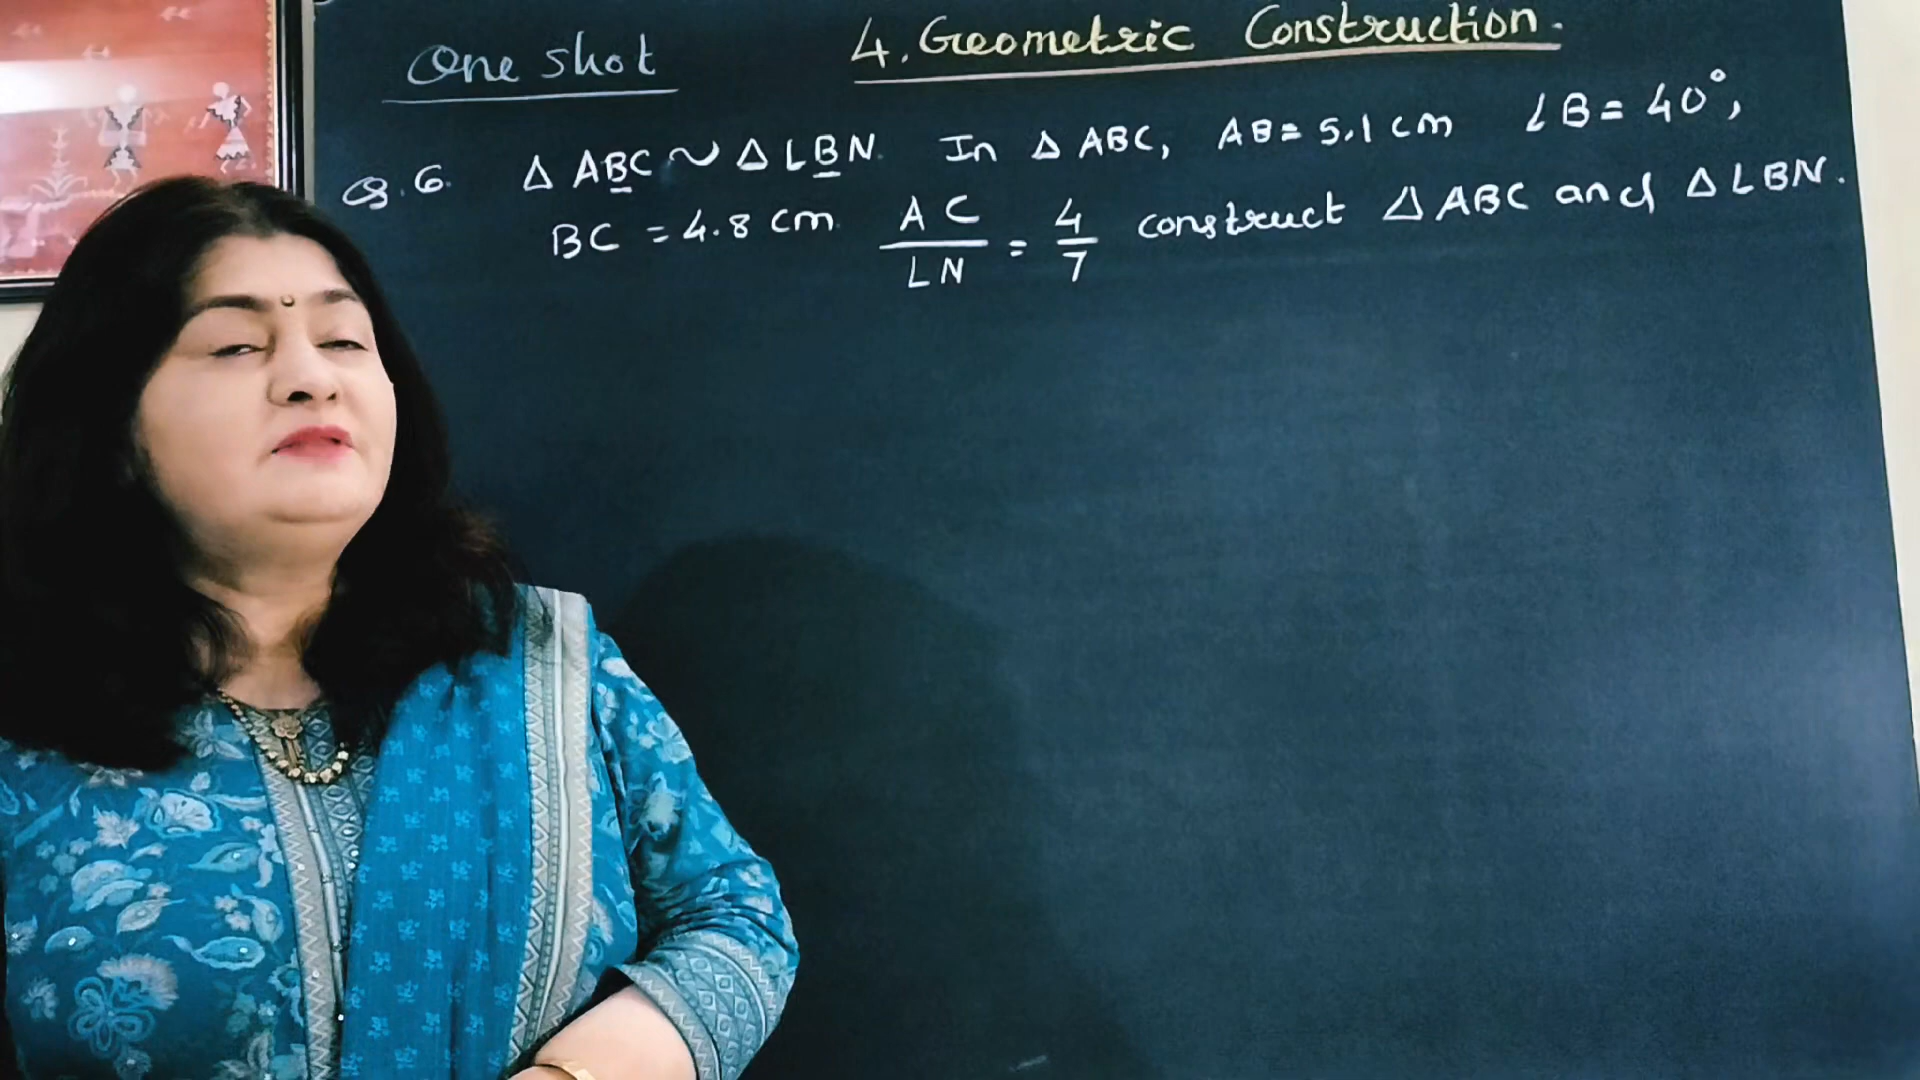 One shot
4. Geometric Construction.
Q.6. △ ABC ~ △ LBN. In △ ABC, AB = 5.1 cm ∠B = 40°,
BC = 4.8 cm. AC/LN = 4/7 construct △ ABC and △ LBN.